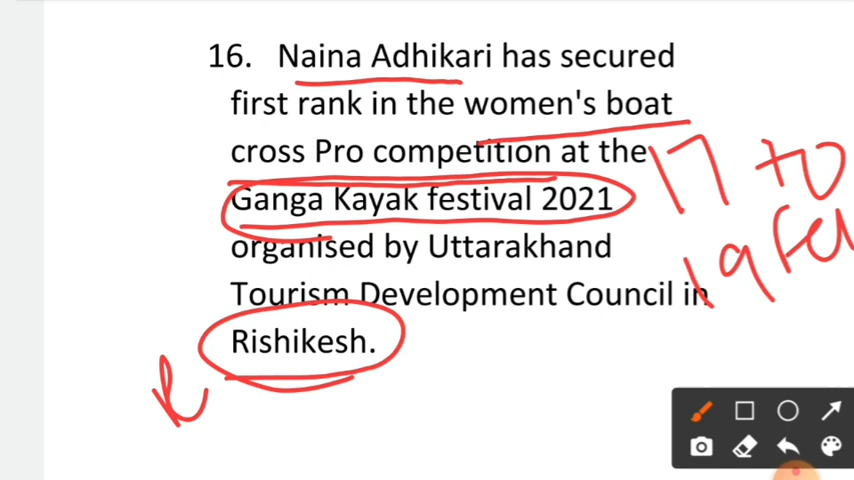 16. Naina Adhikari has secured
first rank in the women's boat
cross Pro competition at the
Ganga Kayak festival 2021
organised by Uttarakhand
Tourism Development Council in
Rishikesh.
17 to
19 Feb
R